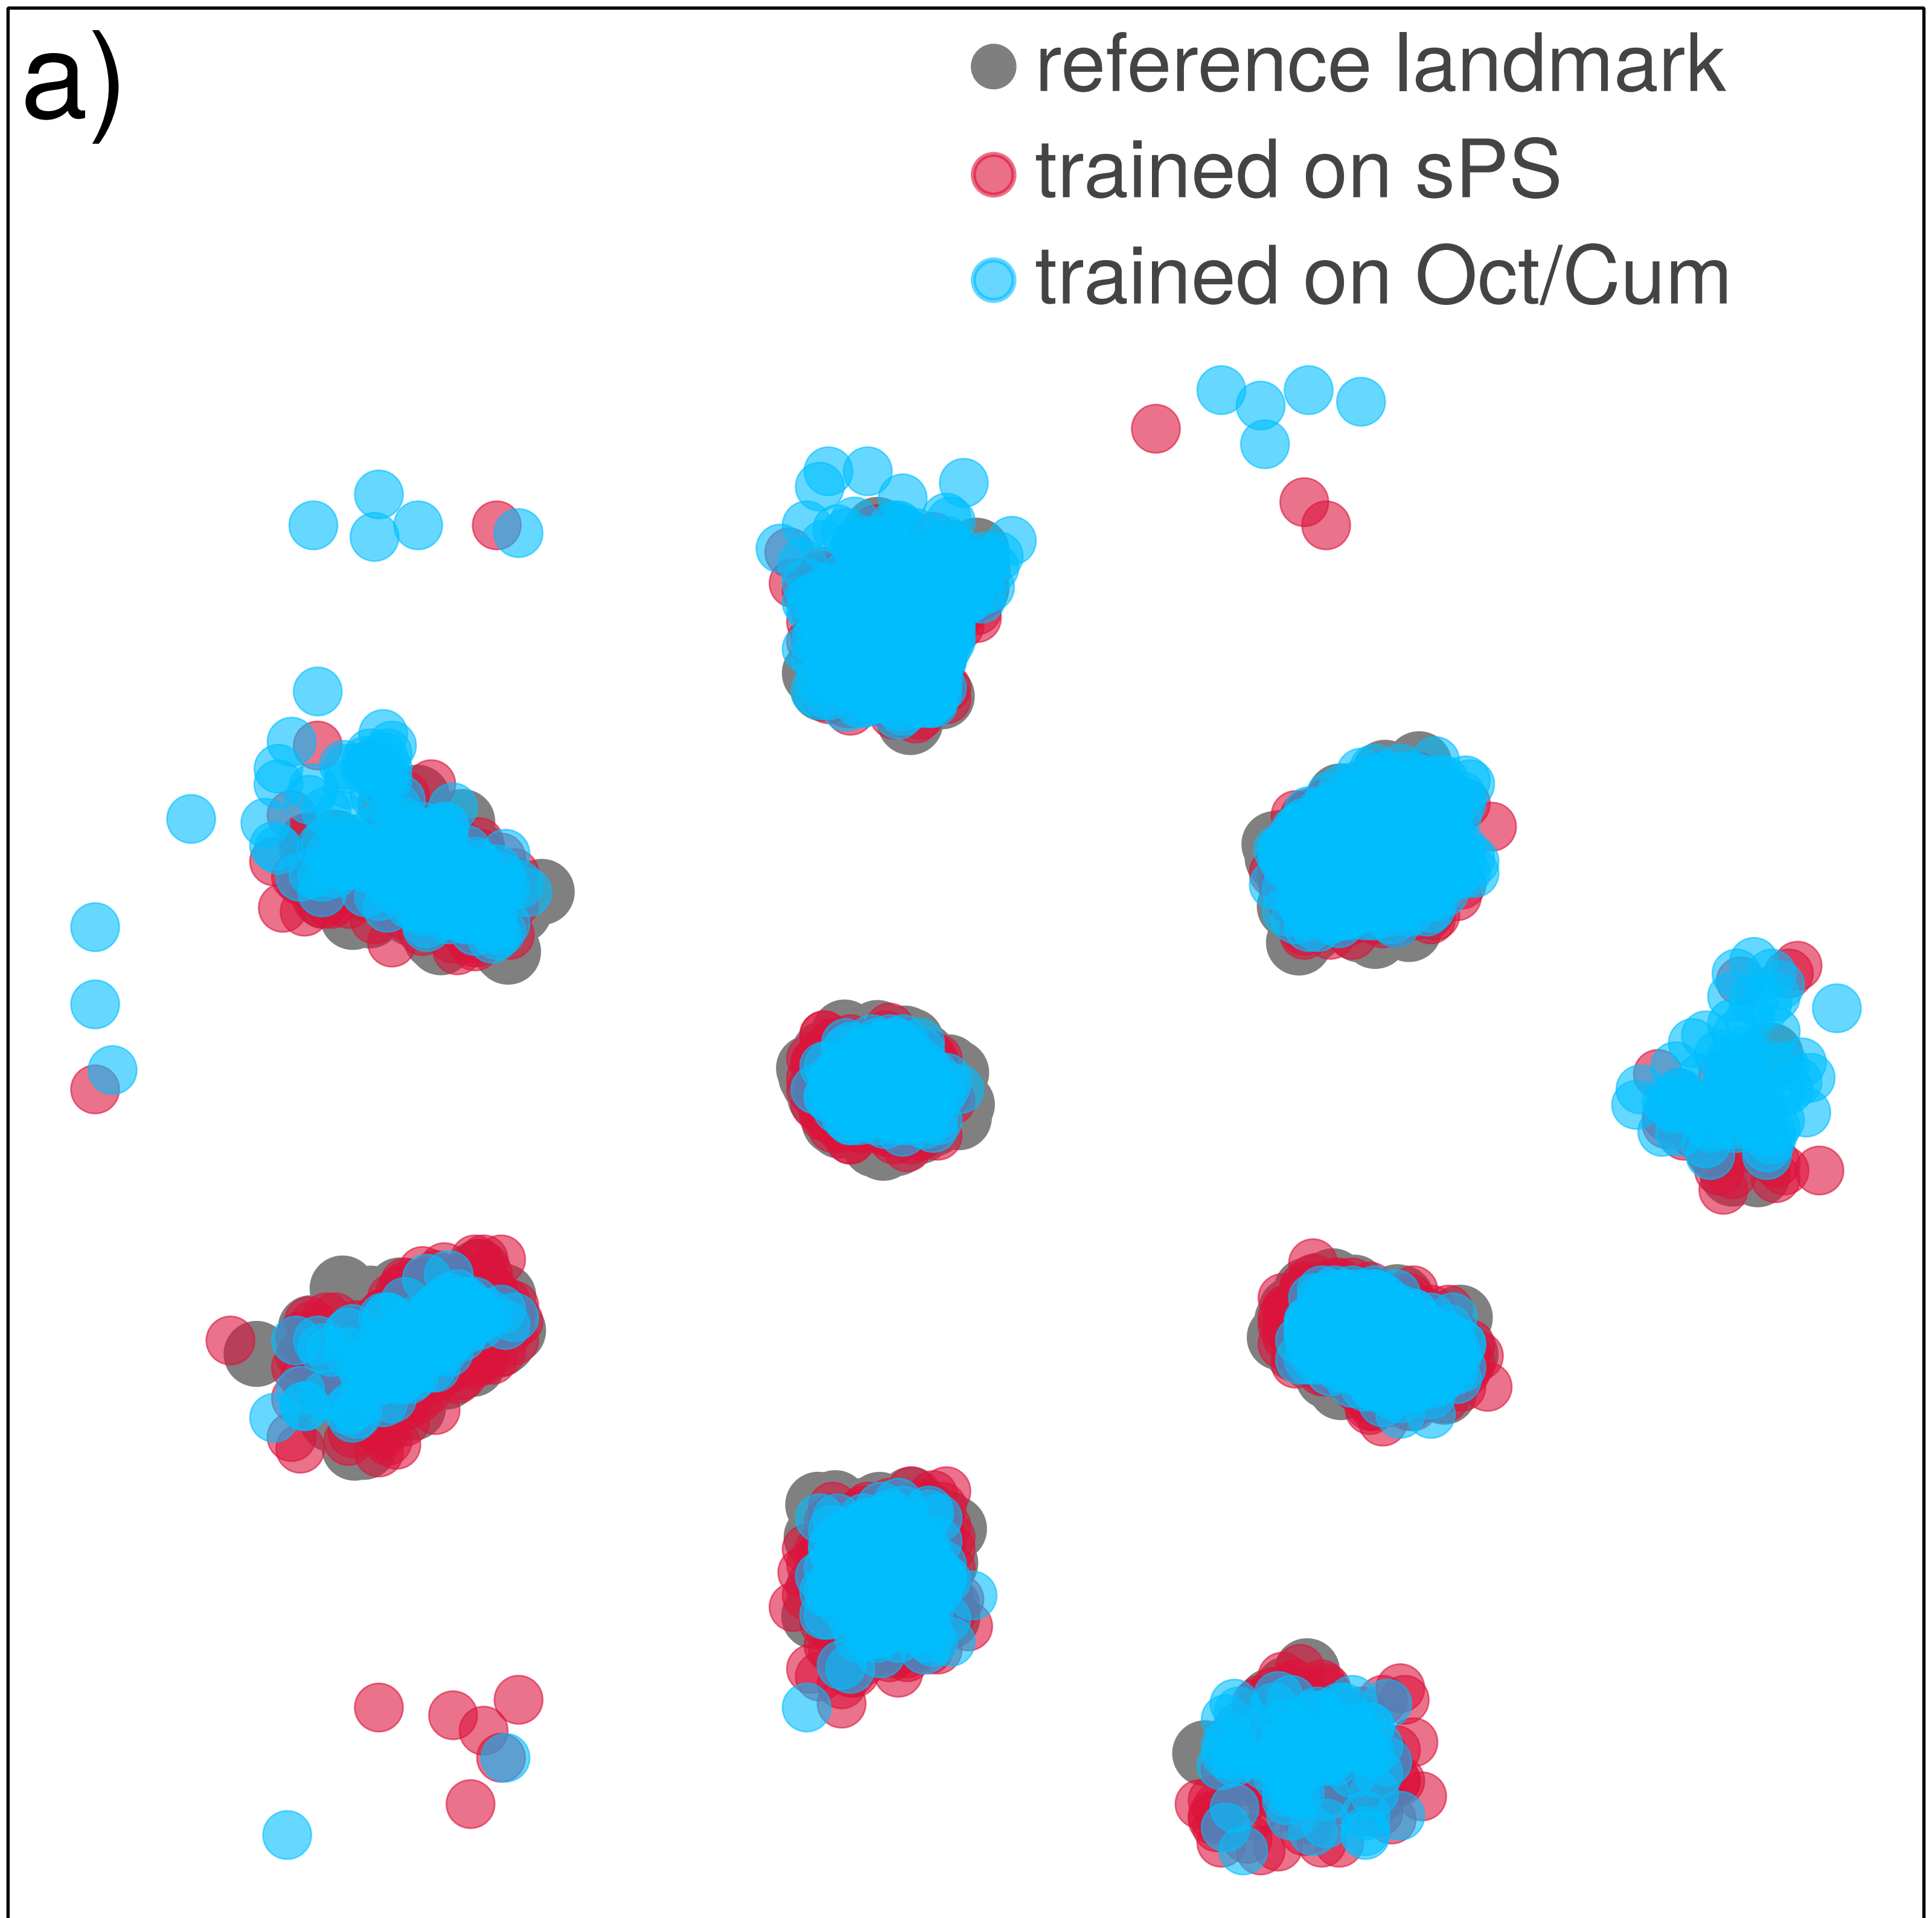 a)
reference landmark
trained on sPS
trained on Oct/Cum